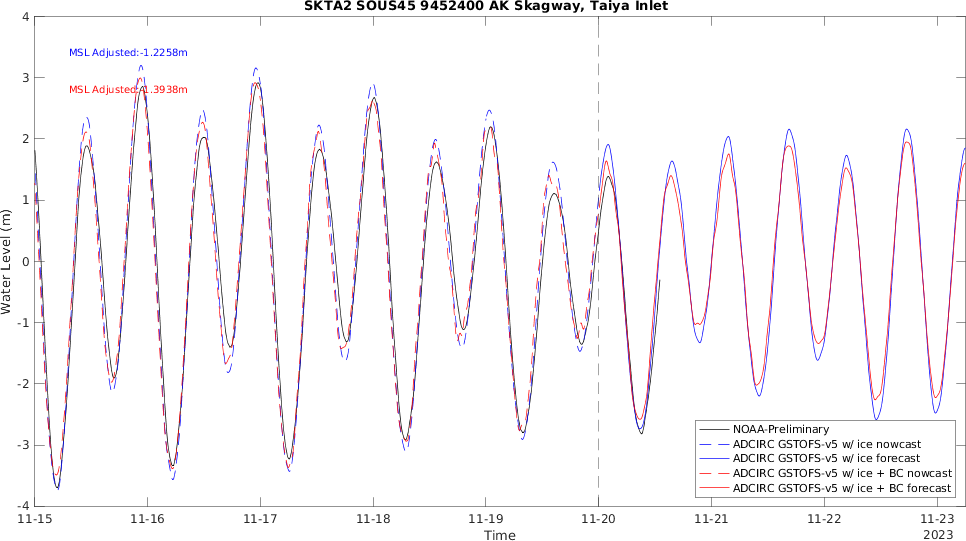 SKTA2 SOUS45 9452400 AK Skagway, Taiya Inlet
MSL Adjusted:-1.2258m
MSL Adjusted:-1.3938m
Water Level (m)
4
3
2
1
0
-1
-2
-3
-4
NOAA-Preliminary
ADCIRC GSTOFS-v5 w/ ice nowcast
ADCIRC GSTOFS-v5 w/ ice forecast
ADCIRC GSTOFS-v5 w/ ice + BC nowcast
ADCIRC GSTOFS-v5 w/ ice + BC forecast
11-15 11-16 11-17 11-18 11-19 11-20 11-21 11-22 11-23
Time
2023